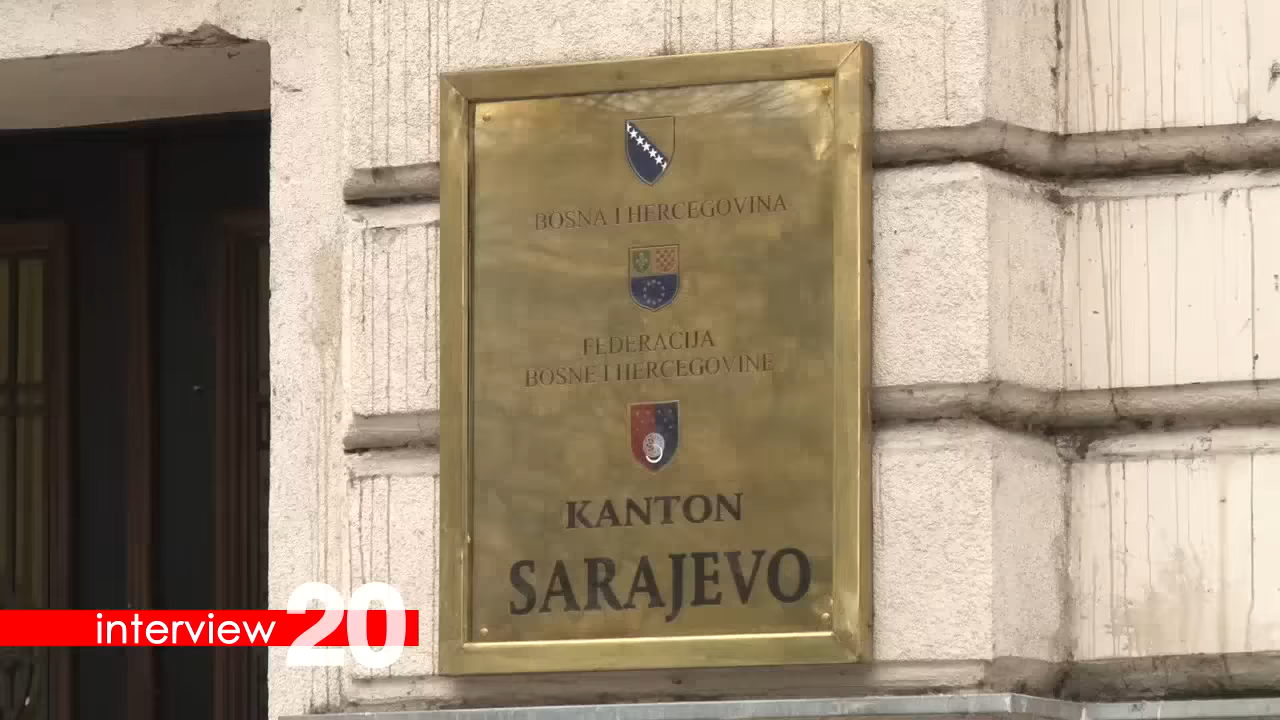 BOSNA I HERCEGOVINA
FEDERACIJA
BOSNE I HERCEGOVINE
KANTON
SARAJEVO
interview 20